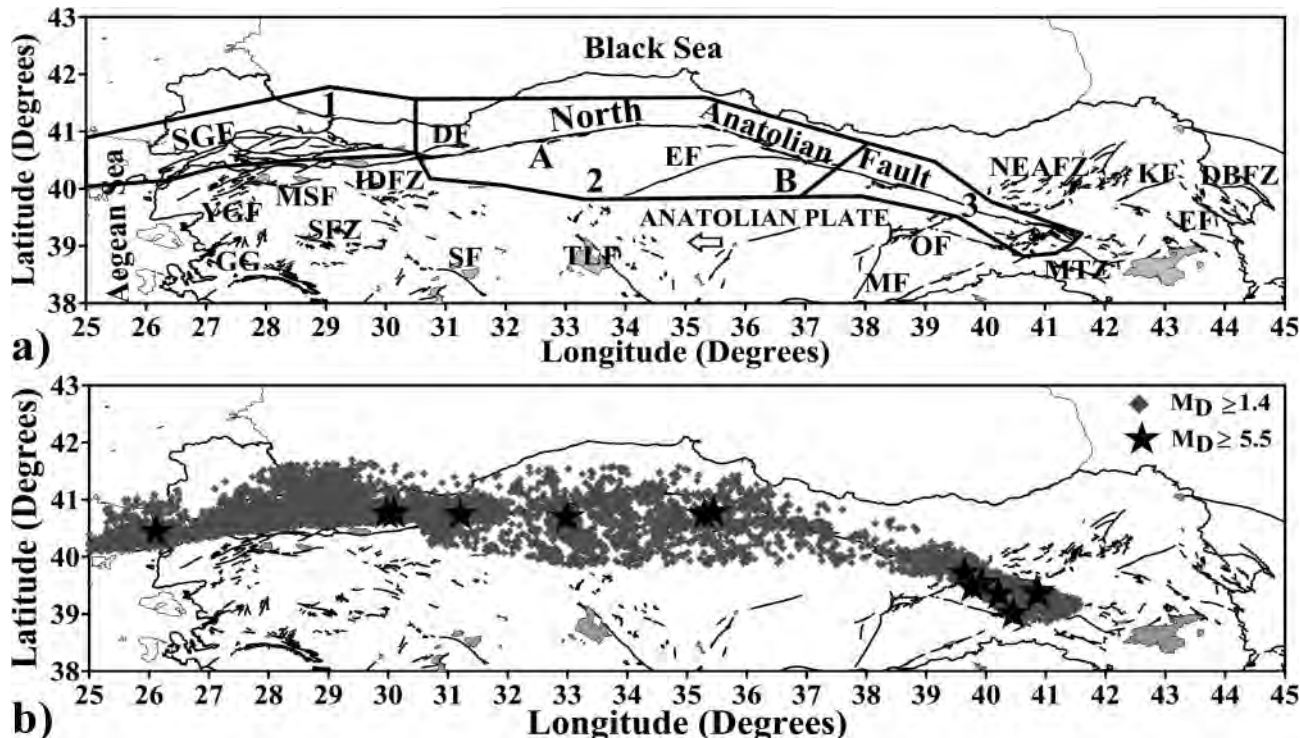 43
42
41
40
39
38
Latitude (Degrees)
Black Sea
1
North
Anatolian
Fault
SGF
DF
A
EF
NEAFZ
KF
DBFZ
Aegean Sea
MSF
IDFZ
2
B
3
YGF
SFZ
ANATOLIAN PLATE
EF
GG
SF
TLF
OF
MF
MTZ
25 26 27 28 29 30 31 32 33 34 35 36 37 38 39 40 41 42 43 44 45
a)
Longitude (Degrees)
43
42
41
40
39
38
Latitude (Degrees)
M_D ≥1.4
M_D ≥ 5.5
25 26 27 28 29 30 31 32 33 34 35 36 37 38 39 40 41 42 43 44 45
b)
Longitude (Degrees)